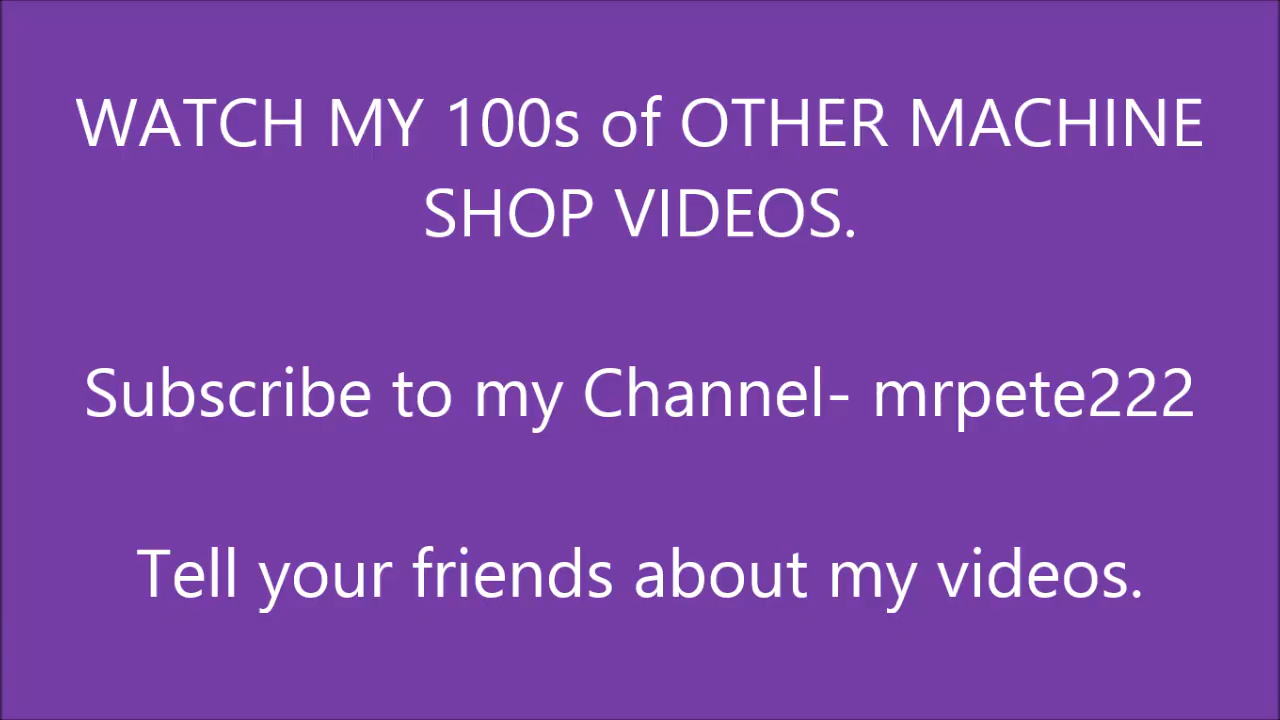 WATCH MY 100s of OTHER MACHINE
SHOP VIDEOS.
Subscribe to my Channel- mrpete222
Tell your friends about my videos.